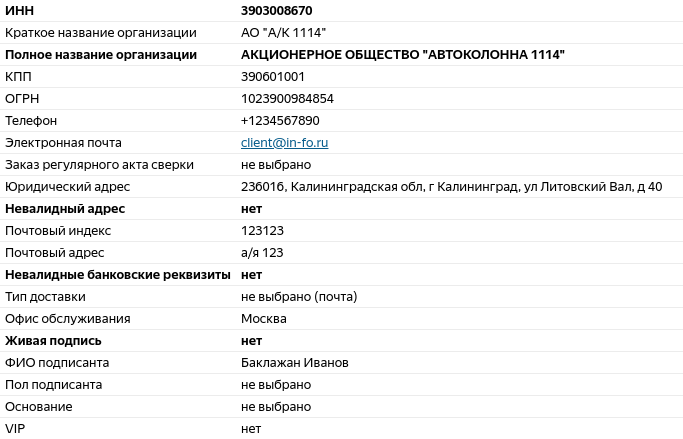 ИНН 3903008670
Краткое название организации АО "А/К 1114"
Полное название организации АКЦИОНЕРНОЕ ОБЩЕСТВО "АВТОКОЛОННА 1114"
КПП 390601001
ОГРН 1023900984854
Телефон +1234567890
Электронная почта client@in-fo.ru
Заказ регулярного акта сверки не выбрано
Юридический адрес 236016, Калининградская обл, г Калининград, ул Литовский Вал, д 40
Невалидный адрес нет
Почтовый индекс 123123
Почтовый адрес а/я 123
Невалидные банковские реквизиты нет
Тип доставки не выбрано (почта)
Офис обслуживания Москва
Живая подпись нет
ФИО подписанта Баклажан Иванов
Пол подписанта не выбрано
Основание не выбрано
VIP нет